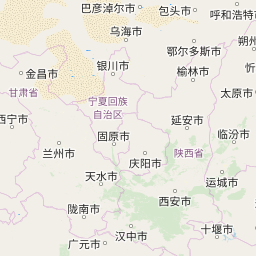 巴彦淖尔市
包头市
呼和浩特
乌海市
鄂尔多斯市
朔州
银川市
榆林市
忻
金昌市
太原市
甘肃省
宁夏回族
自治区
西宁市
延安市
临汾市
固原市
兰州市
庆阳市
陕西省
天水市
运城市
西安市
陇南市
十堰市
汉中市
广元市